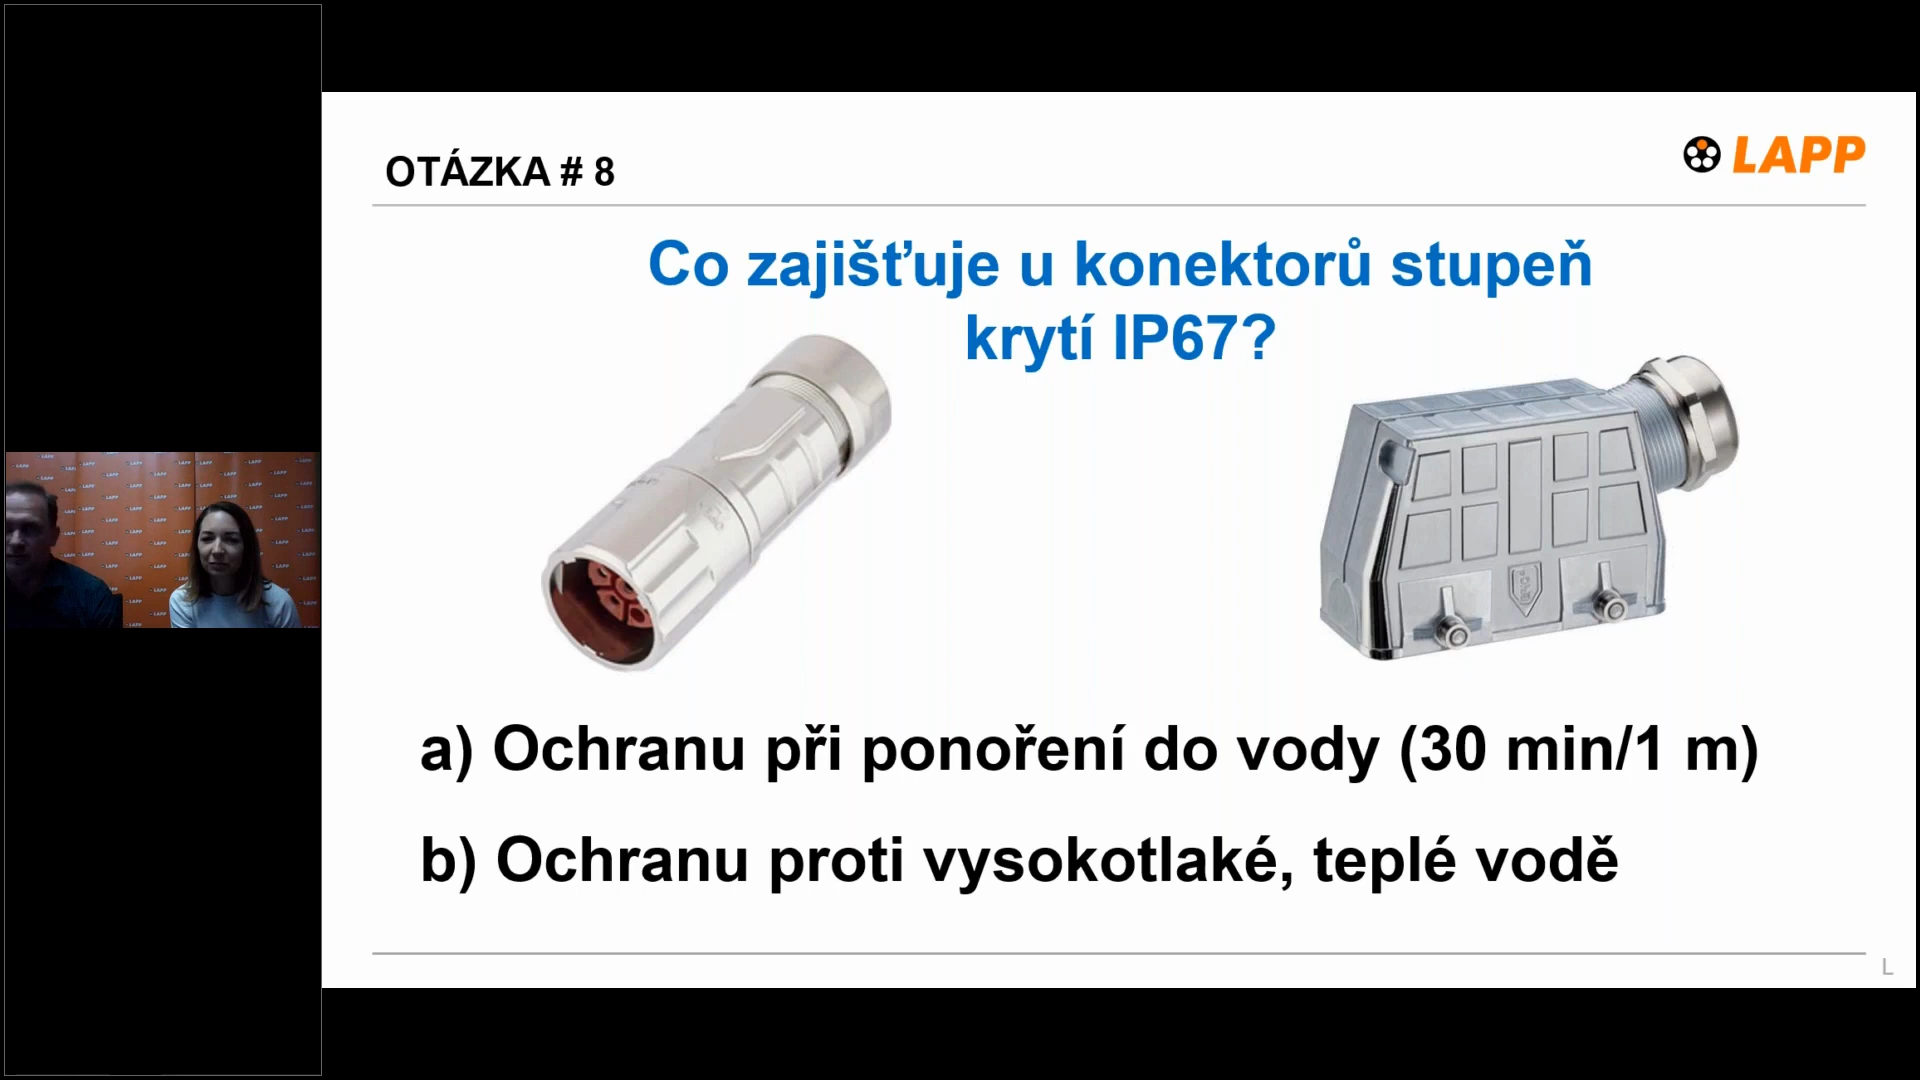 OTÁZKA # 8
LAPP
Co zajišťuje u konektorů stupeň
krytí IP67?
a) Ochranu při ponoření do vody (30 min/1 m)
b) Ochranu proti vysokotlaké, teplé vodě
L